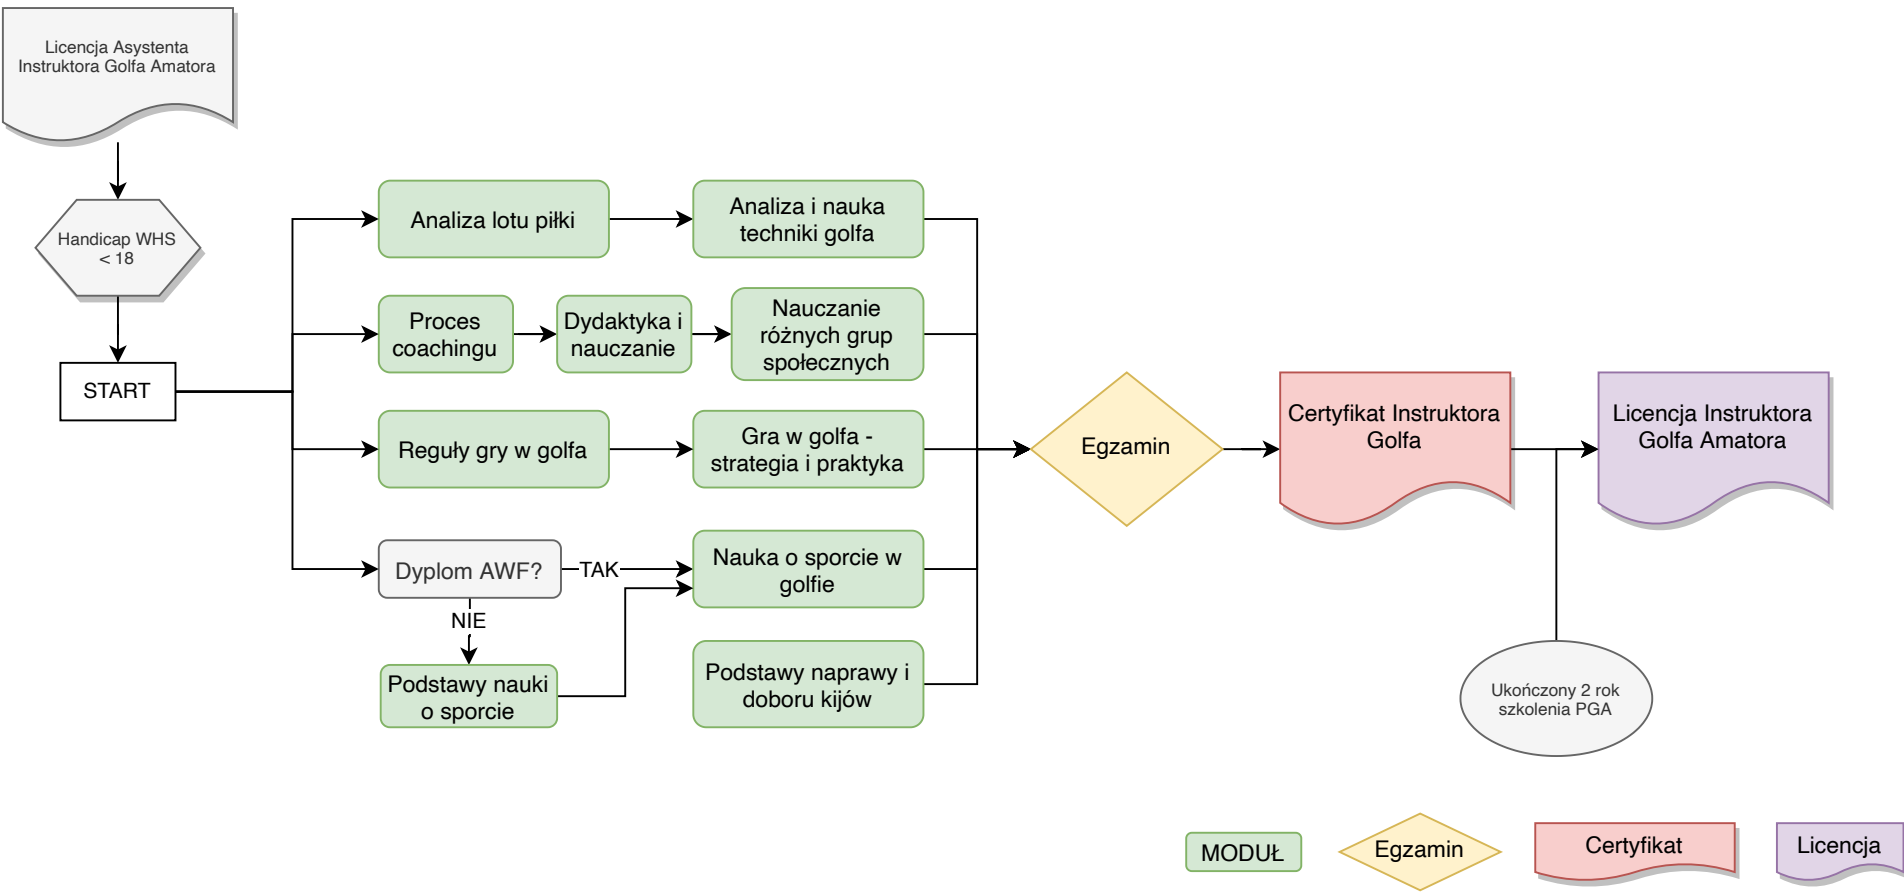 Licencja Asystenta
Instruktora Golfa Amatora
Handicap WHS
< 18
START
Analiza lotu piłki
Analiza i nauka
techniki golfa
Proces
coachingu
Dydaktyka i
nauczanie
Nauczanie
różnych grup
społecznych
Reguły gry w golfa
Gra w golfa -
strategia i praktyka
Dyplom AWF?
TAK
NIE
Nauka o sporcie w
golfie
Podstawy nauki
o sporcie
Podstawy naprawy i
doboru kijów
Egzamin
Certyfikat Instruktora
Golfa
Licencja Instruktora
Golfa Amatora
Ukończony 2 rok
szkolenia PGA
MODUŁ
Egzamin
Certyfikat
Licencja